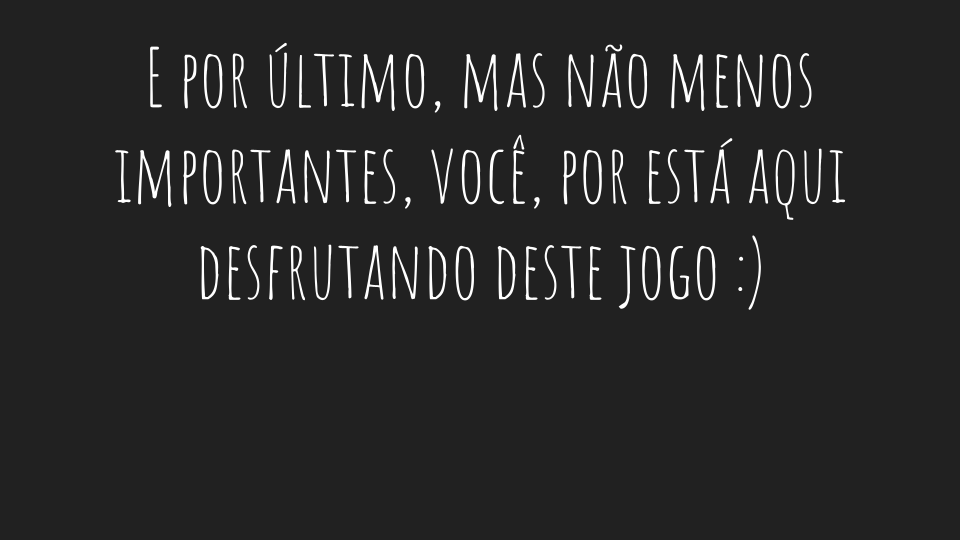 E por último, mas não menos
importantes, você, por está aqui
desfrutando deste jogo :)